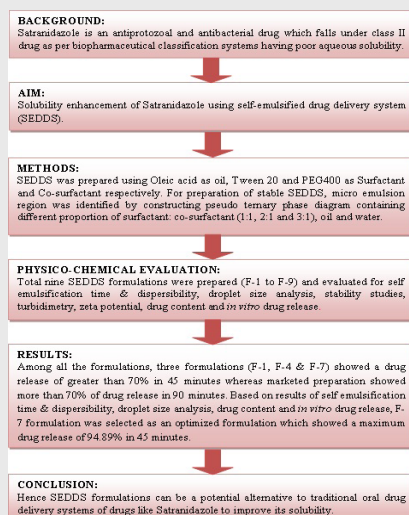 BACKGROUND:
Satranidazole is an antiprotozoal and antibacterial drug which falls under class II
drug as per biopharmaceutical classification systems having poor aqueous solubility.
AIM:
Solubility enhancement of Satranidazole using self-emulsified drug delivery system
(SEDDS).
METHODS:
SEDD was prepared using Oleic acid as oil, Tween 20 and PEG400 as Surfactant
and Co-surfactant respectively. For preparation of stable SEDDS, micro emulsion
region was identified by constructing pseudo ternary phase diagram containing
different proportion of surfactant: co-surfactant (1:1, 2:1 and 3:1), oil and water.
PHYSICO-CHEMICAL EVALUATION:
Total nine SEDDS formulations were prepared (F-1 to F-9) and evaluated for self
emulsification time & dispersibility, droplet size analysis, stability studies,
turbidimetry, zeta potential, drug content and in vitro drug release.
RESULTS:
Among all the formulations, three formulations (F-1, F-4 & F-7) showed a drug
release of greater than 70% in 45 minutes whereas marketed preparation showed
more than 70% of drug release in 90 minutes. Based on results of self emulsification
time & dispersibility, droplet size analysis, drug content and in vitro drug release, F-
7 formulation was selected as an optimized formulation which showed a maximum
drug release of 94.89% in 45 minutes.
CONCLUSION:
Hence SEDDS formulations can be a potential alternative to traditional oral drug
delivery systems of drugs like Satranidazole to improve its solubility.